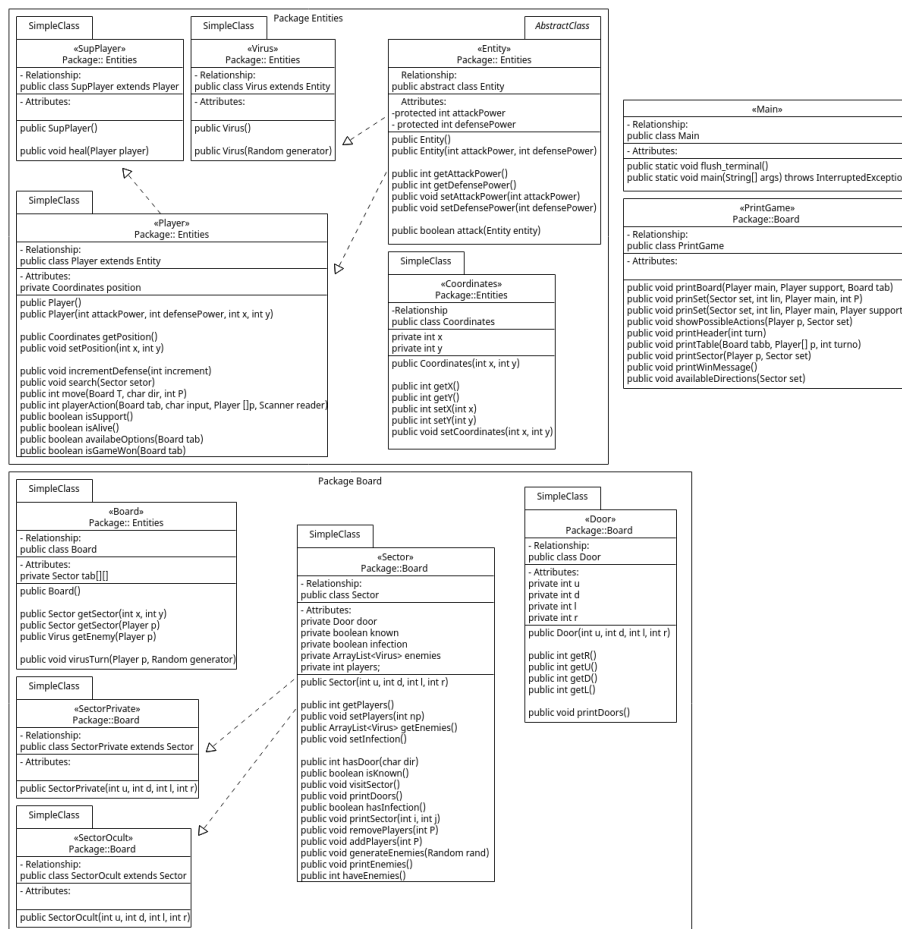 Package Entities
SimpleClass
«SupPlayer»
Package:: Entities
- Relationship:
public class SupPlayer extends Player
- Attributes:
public SupPlayer()
public void heal(Player player)
SimpleClass
«Virus»
Package:: Entities
- Relationship:
public class Virus extends Entity
- Attributes:
public Virus()
public Virus(Random generator)
AbstractClass
«Entity»
Package:: Entities
Relationship:
public abstract class Entity
Attributes:
-protected int attackPower
- protected int defensePower
public Entity()
public Entity(int attackPower, int defensePower)
public int getAttackPower()
public int getDefensePower()
public void setAttackPower(int attackPower)
public void setDefensePower(int defensePower)
public boolean attack(Entity entity)
SimpleClass
«Player»
Package:: Entities
- Relationship:
public class Player extends Entity
- Attributes:
private Coordinates position
public Player()
public Player(int attackPower, int defensePower, int x, int y)
public Coordinates getPosition()
public void setPosition(int x, int y)
public void incrementDefense(int increment)
public void search(Sector setor)
public int move(Board T, char dir, int P)
public int playerAction(Board tab, char input, Player []p, Scanner reader)
public boolean isSupport()
public boolean isAlive()
public boolean availabeOptions(Board tab)
public boolean isGameWon(Board tab)
SimpleClass
«Coordinates»
Package::Entities
-Relationship
public class Coordinates
private int x
private int y
public Coordinates(int x, int y)
public int getX()
public int getY()
public int setX(int x)
public int setY(int y)
public void setCoordinates(int x, int y)
«Main»
- Relationship:
public class Main
- Attributes:
public static void flush_terminal()
public static void main(String[] args) throws InterruptedExceptio
«PrintGame»
Package::Board
- Relationship:
public class PrintGame
- Attributes:
public void printBoard(Player main, Player support, Board tab)
public void prinSet(Sector set, int lin, Player main, int P)
public void prinSet(Sector set, int lin, Player main, Player support
public void showPossibleActions(Player p, Sector set)
public void printHeader(int turn)
public void printTable(Board tabb, Player[] p, int turno)
public void printSector(Player p, Sector set)
public void printWinMessage()
public void availableDirections(Sector set)
Package Board
SimpleClass
«Board»
Package:: Entities
- Relationship:
public class Board
- Attributes:
private Sector tab[][]
public Board()
public Sector getSector(int x, int y)
public Sector getSector(Player p)
public Virus getEnemy(Player p)
public void virusTurn(Player p, Random generator)
SimpleClass
«SectorPrivate»
Package::Board
- Relationship:
public class SectorPrivate extends Sector
- Attributes:
public SectorPrivate(int u, int d, int l, int r)
SimpleClass
«SectorOcult»
Package::Board
- Relationship:
public class SectorOcult extends Sector
- Attributes:
public SectorOcult(int u, int d, int l, int r)
SimpleClass
«Sector»
Package::Board
- Relationship:
public class Sector
- Attributes:
private Door door
private boolean known
private boolean infection
private ArrayList<Virus> enemies
private int players;
public Sector(int u, int d, int l, int r)
public int getPlayers()
public void setPlayers(int np)
public ArrayList<Virus> getEnemies()
public void setInfection()
public int hasDoor(char dir)
public boolean isKnown()
public void visitSector()
public void printDoors()
public boolean hasInfection()
public void printSector(int i, int j)
public void removePlayers(int P)
public void addPlayers(int P)
public void generateEnemies(Random rand)
public void printEnemies()
public int haveEnemies()
SimpleClass
«Door»
Package::Board
- Relationship:
public class Door
- Attributes:
private int u
private int d
private int l
private int r
public Door(int u, int d, int l, int r)
public int getR()
public int getU()
public int getD()
public int getL()
public void printDoors()